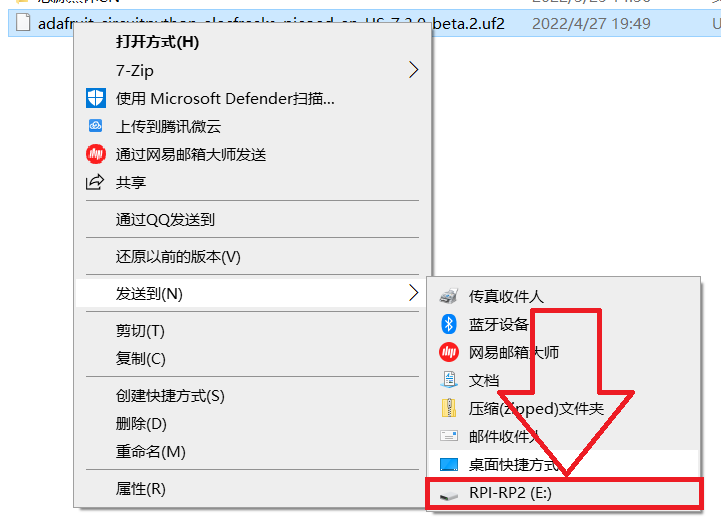 adafruit-circuitpython-elecfreaks_picoed-en_US-7.3.0-beta.2.uf2 2022/4/27 19:49
打开方式(H)
7-Zip
使用 Microsoft Defender扫描...
上传到腾讯微云
通过网易邮箱大师发送
共享
通过QQ发送到
还原以前的版本(V)
发送到(N)
剪切(T)
复制(C)
创建快捷方式(S)
删除(D)
重命名(M)
属性(R)
传真收件人
蓝牙设备
网易邮箱大师
文档
压缩(zipped)文件夹
邮件收件人
桌面快捷方式
RPI-RP2 (E:)